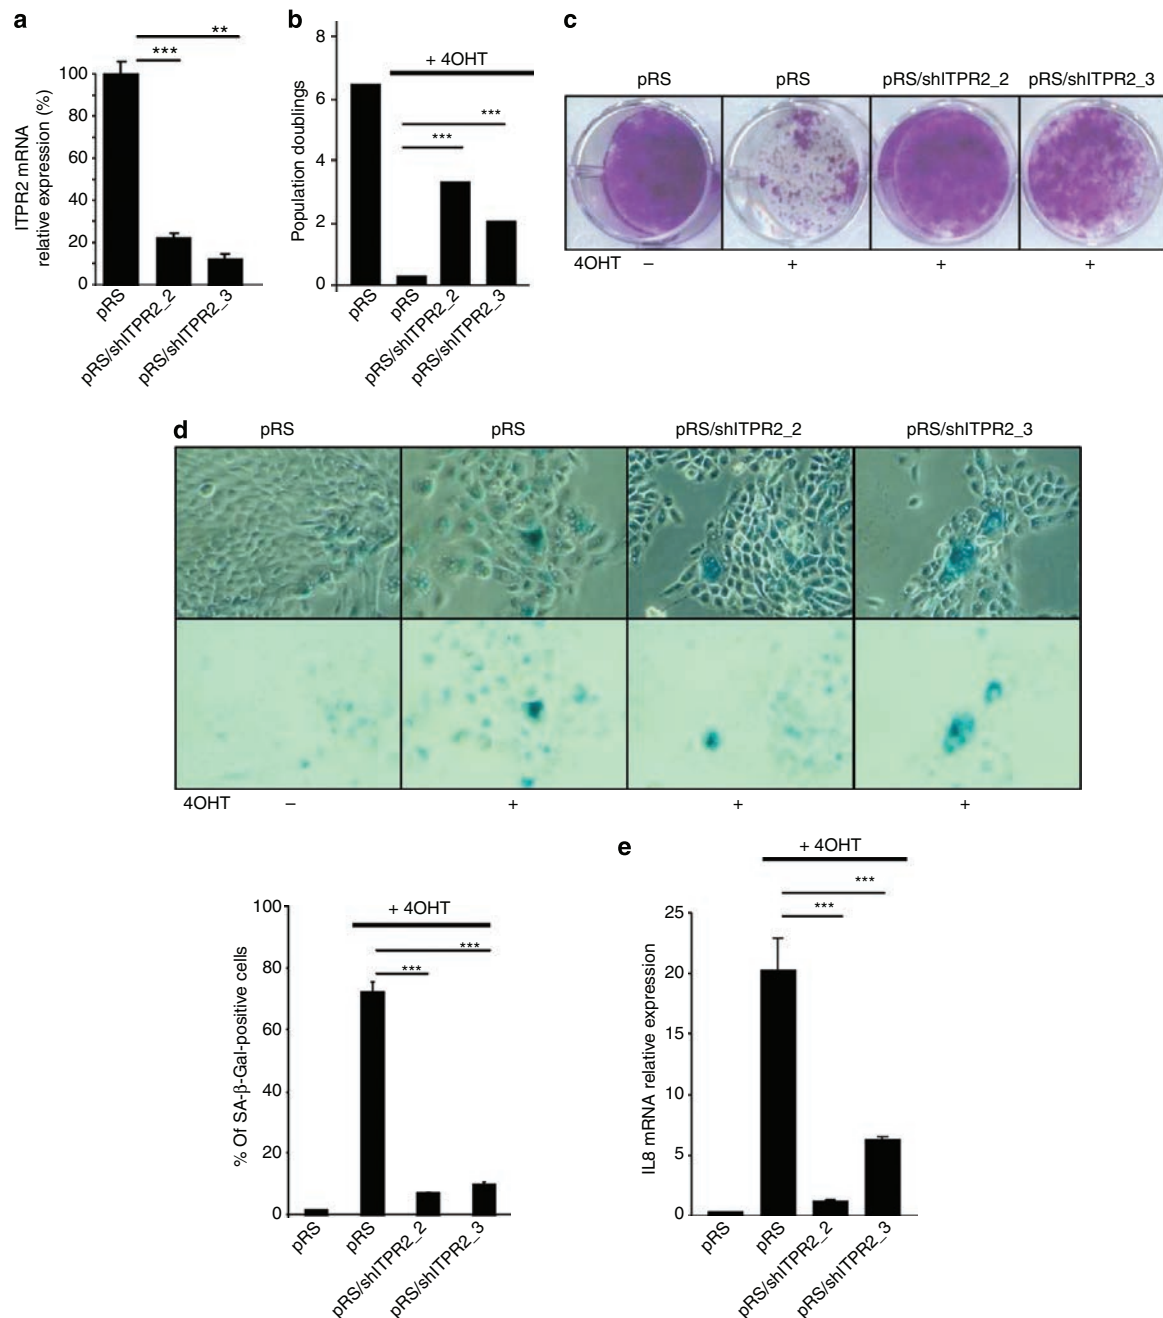 a
**
***
100
80
60
40
20
0
ITPR2 mRNA
relative expression (%)
pRS
pRS/shITPR2_2
pRS/shITPR2_3
b
+ 4OHT
***
***
8
6
4
2
0
Population doublings
pRS
pRS
pRS/shITPR2_2
pRS/shITPR2_3
c
pRS pRS pRS/shITPR2_2 pRS/shITPR2_3
4OHT – + + +
d
pRS pRS pRS/shITPR2_2 pRS/shITPR2_3
4OHT – + + +
+ 4OHT
***
***
100
80
60
40
20
0
% Of SA-β-Gal-positive cells
pRS
pRS
pRS/shITPR2_2
pRS/shITPR2_3
e
+ 4OHT
***
***
25
20
15
10
5
0
IL8 mRNA relative expression
pRS
pRS
pRS/shITPR2_2
pRS/shITPR2_3